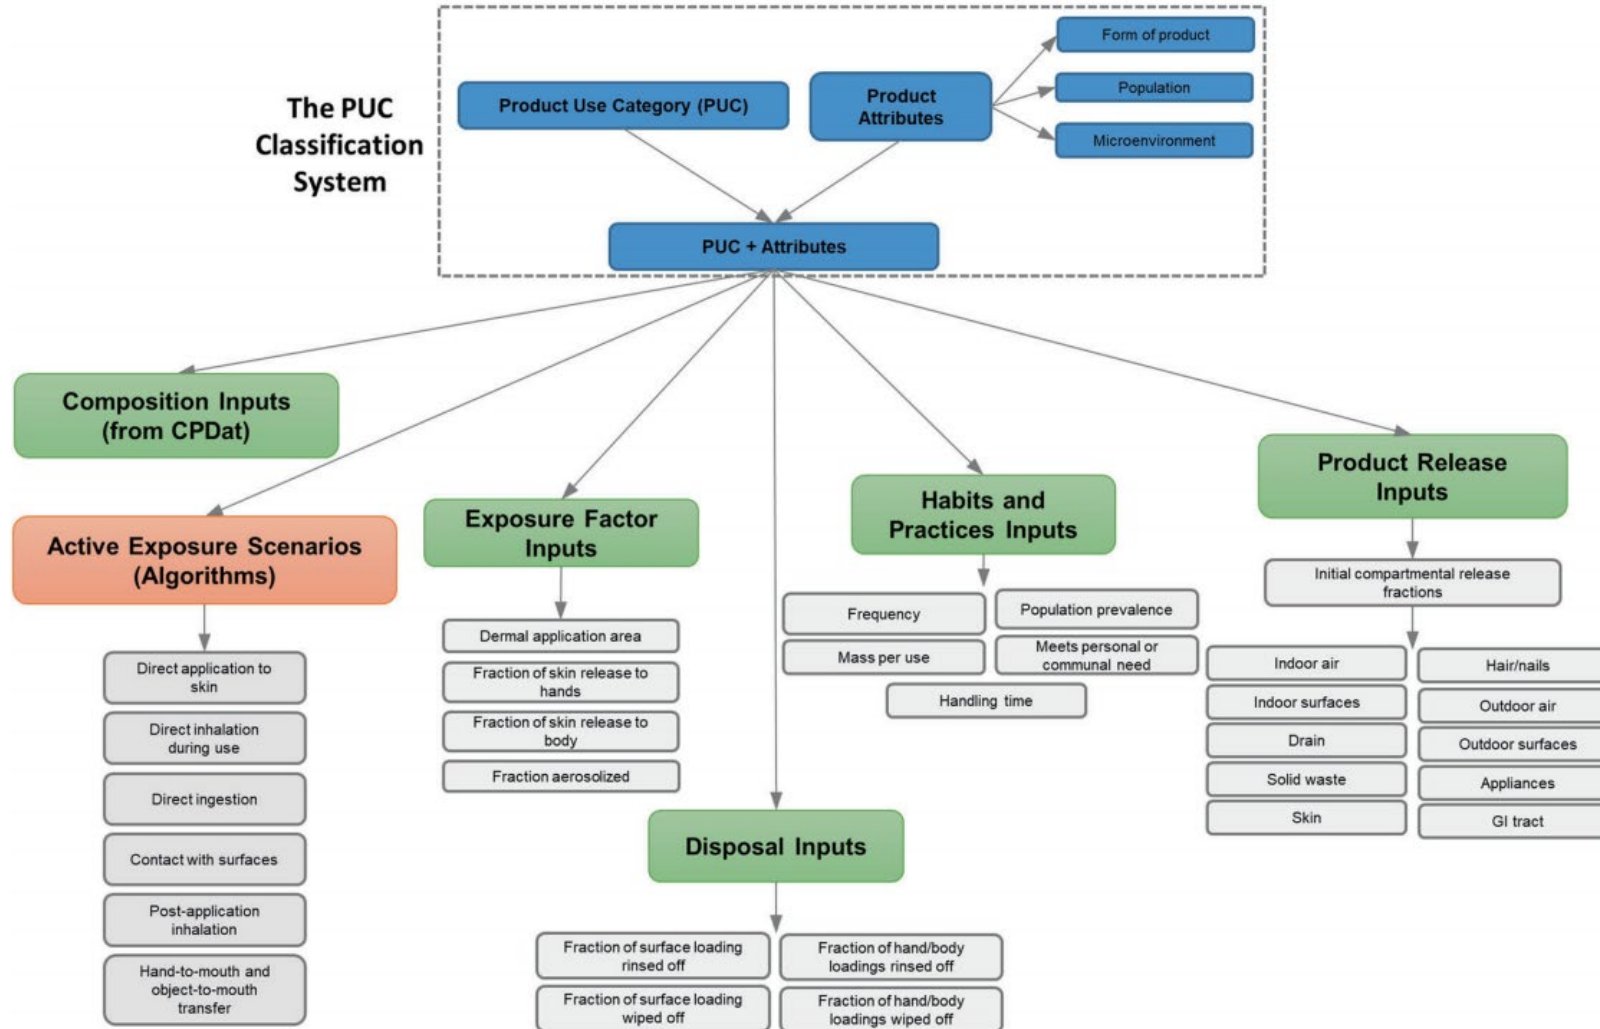 The PUC
Classification
System
Product Use Category (PUC)
Product
Attributes
Form of product
Population
Microenvironment
PUC + Attributes
Composition Inputs
(from CPDat)
Active Exposure Scenarios
(Algorithms)
Direct application to
skin
Direct inhalation
during use
Direct ingestion
Contact with surfaces
Post-application
inhalation
Hand-to-mouth and
object-to-mouth
transfer
Exposure Factor
Inputs
Dermal application area
Fraction of skin release to
hands
Fraction of skin release to
body
Fraction aerosolized
Disposal Inputs
Fraction of surface loading
rinsed off
Fraction of hand/body
loadings rinsed off
Fraction of surface loading
wiped off
Fraction of hand/body
loadings wiped off
Habits and
Practices Inputs
Frequency
Population prevalence
Mass per use
Meets personal or
communal need
Handling time
Product Release
Inputs
Initial compartmental release
fractions
Indoor air
Hair/nails
Indoor surfaces
Outdoor air
Drain
Outdoor surfaces
Solid waste
Appliances
Skin
GI tract